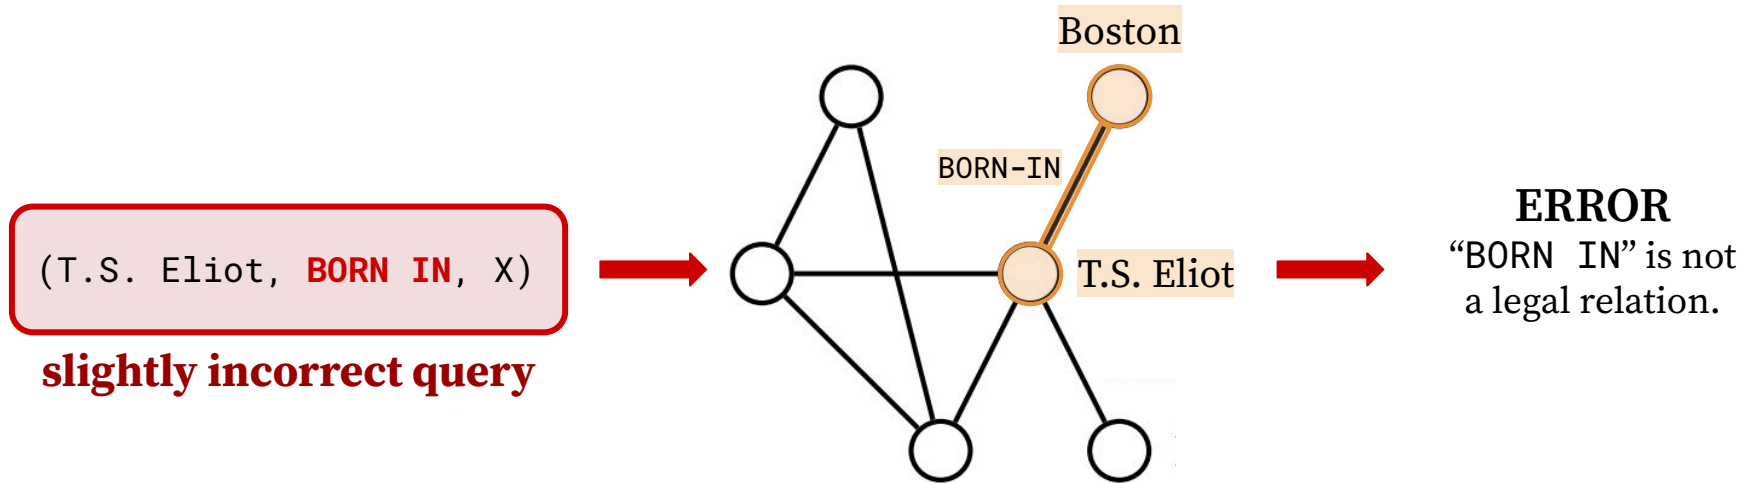 (T.S. Eliot, BORN IN, X)
slightly incorrect query
Boston
BORN-IN
T.S. Eliot
ERROR
“BORN IN” is not
a legal relation.